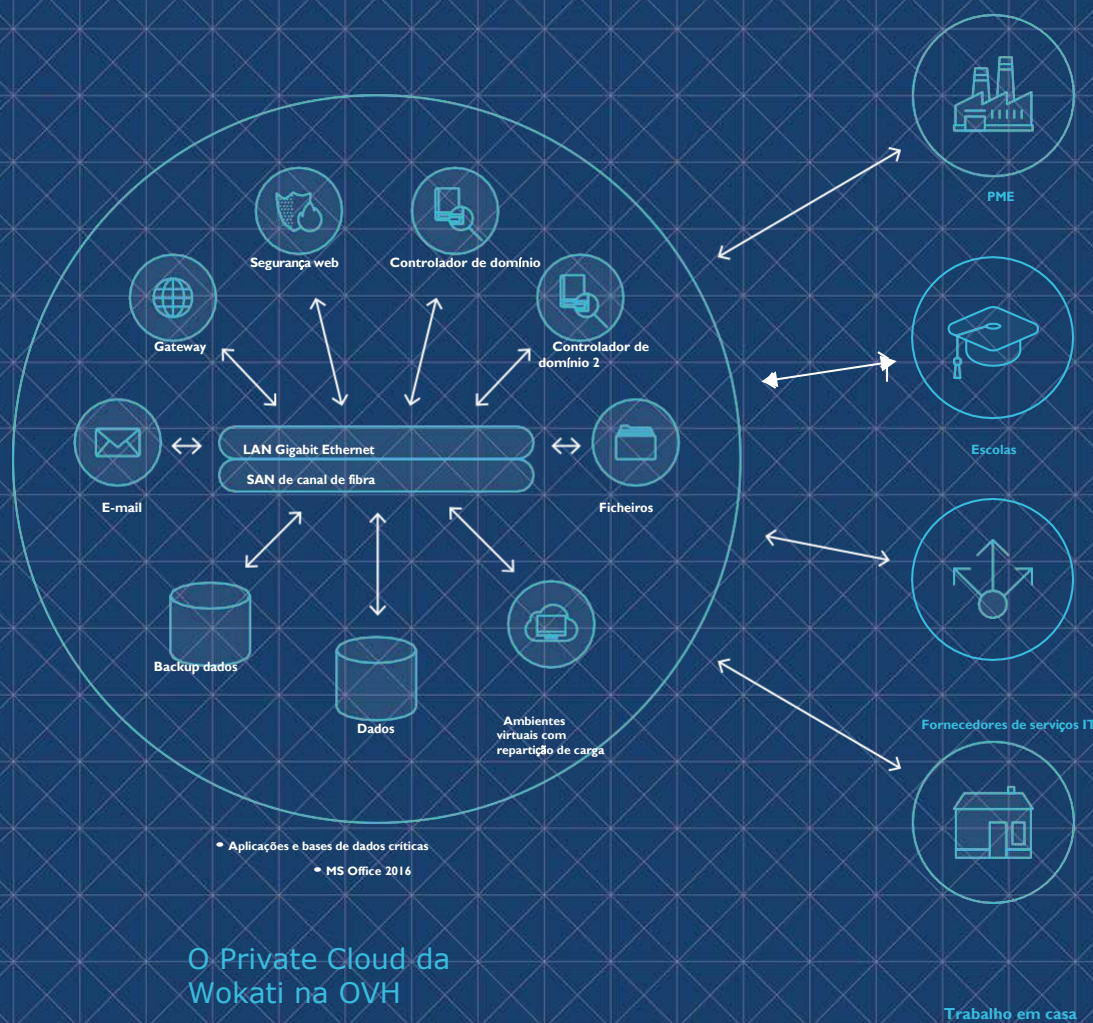 PME
Segurança web
Controlador de domínio
Gateway
Controlador de
domínio 2
LAN Gigabit Ethernet
SAN de canal de fibra
E-mail
Ficheiros
Escolas
Backup dados
Dados
Ambientes
virtuais com
repartição de carga
Fornecedores de serviços IT
• Aplicações e bases de dados críticas
• MS Office 2016
O Private Cloud da
Wokati na OVH
Trabalho em casa